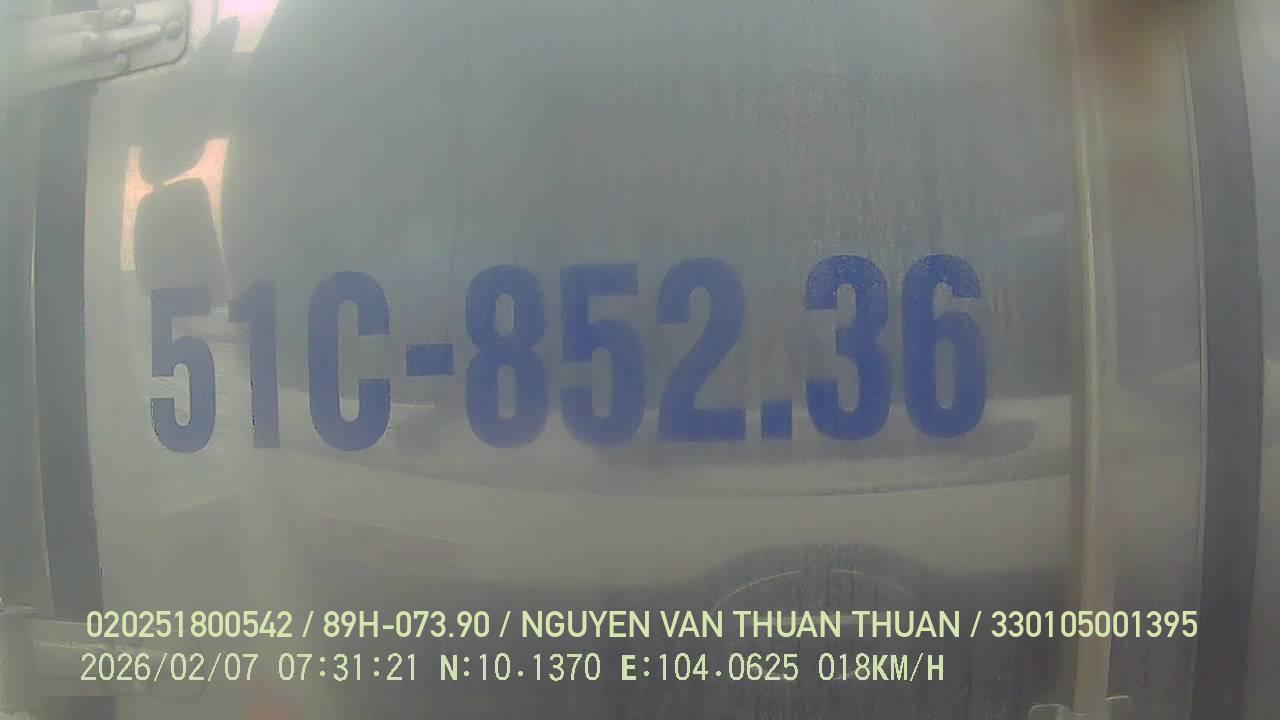 51C-852.36
020251800542 / 89H-073.90 / NGUYEN VAN THUAN THUAN / 330105001395
2026/02/07 07:31:21 N:10.1370 E:104.0625 018KM/H